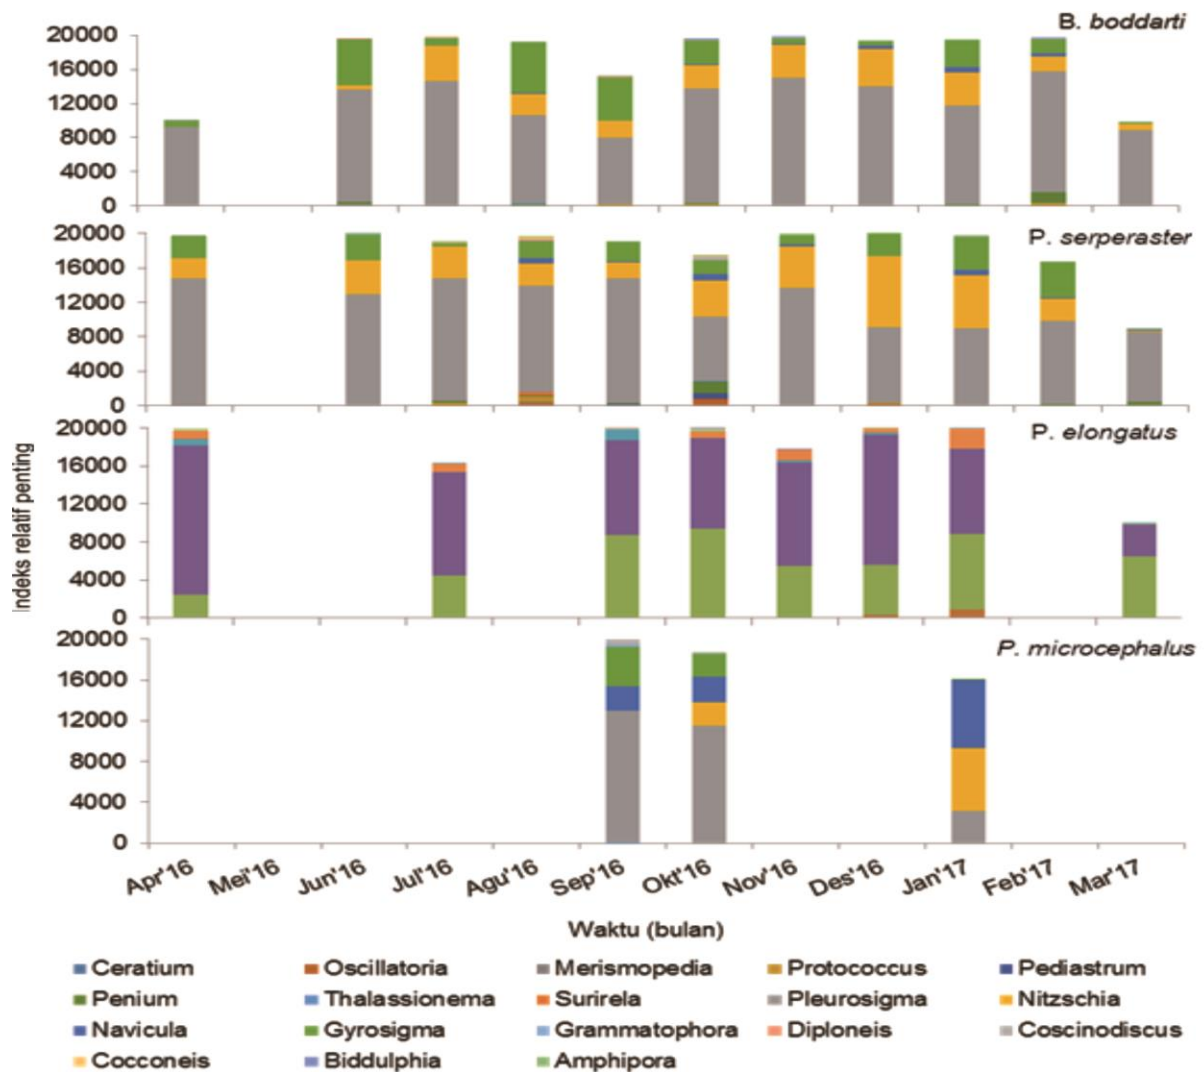 B. boddarti
20000
16000
12000
8000
4000
0
P. serperaster
20000
16000
12000
8000
4000
0
P. elongatus
20000
16000
12000
8000
4000
0
Indeks relatif penting
P. microcephalus
20000
16000
12000
8000
4000
0
Apr'16 Mei'16 Jun'16 Jul'16 Agu'16 Sep'16 Okt'16 Nov'16 Des'16 Jan'17 Feb'17 Mar'17
Waktu (bulan)
Ceratium Oscillatoria Merismopedia Protococcus Pediastrum
Penium Thalassionema Surirela Pleurosigma Nitzschia
Navicula Gyrosigma Grammatophora Diploneis Coscinodiscus
Cocconeis Biddulphia Amphipora